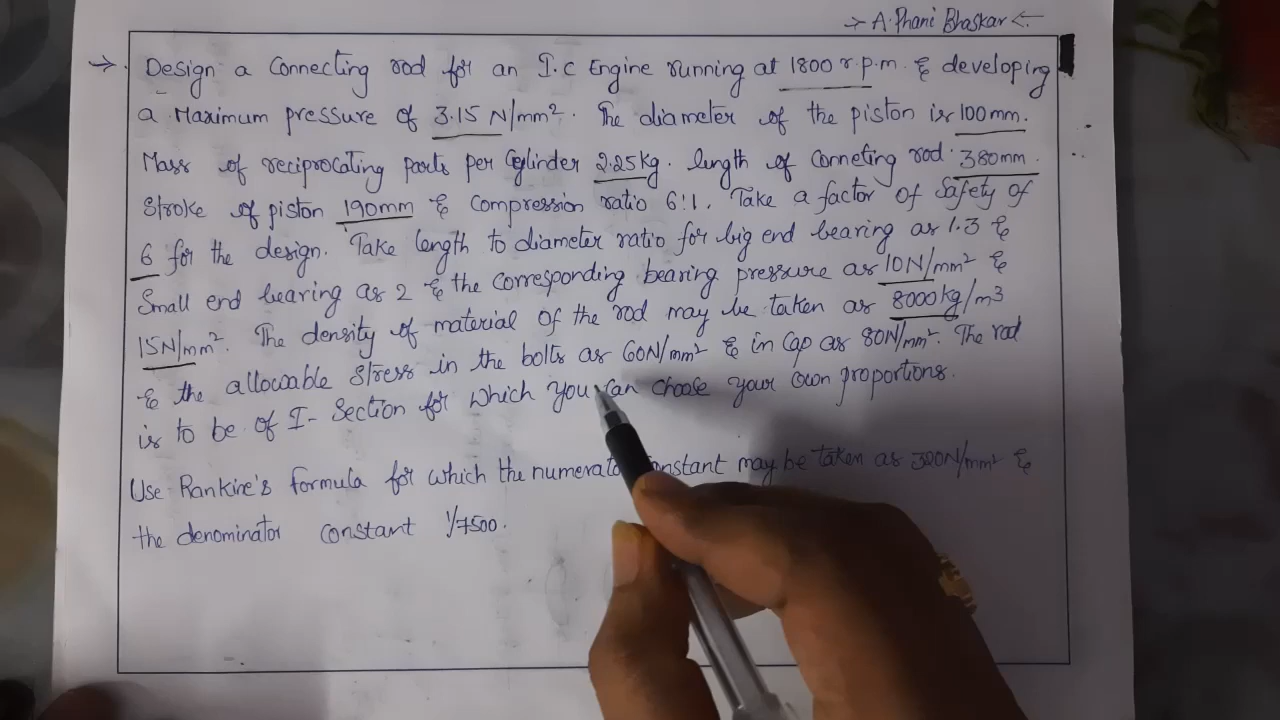 → A. Phani Bhaskar ←
→. Design a Connecting rod for an I.C Engine running at 1800 r.p.m. & developing
a Maximum pressure of 3.15 N/mm². The diameter of the piston is 100mm.
Mass of reciprocating parts per Cylinder 2.25kg. length of Conneting rod 380mm.
Stroke of piston 190mm & Compression ratio 6:1. Take a factor of Safety of
6 for the design. Take length to diameter ratio for big end bearing as 1.3 &
Small end bearing as 2 & the corresponding bearing pressure as 10N/mm² &
15N/mm². The density of material of the rod may be taken as 8000kg/m³
& the allowable stress in the bolts as 60N/mm² & in Cap as 80N/mm². The rod
is to be of I-Section for which you can choose your own proportions.
Use Rankine's formula for which the numerator Constant may be taken as 300N/mm² &
the denominator constant 1/7500.